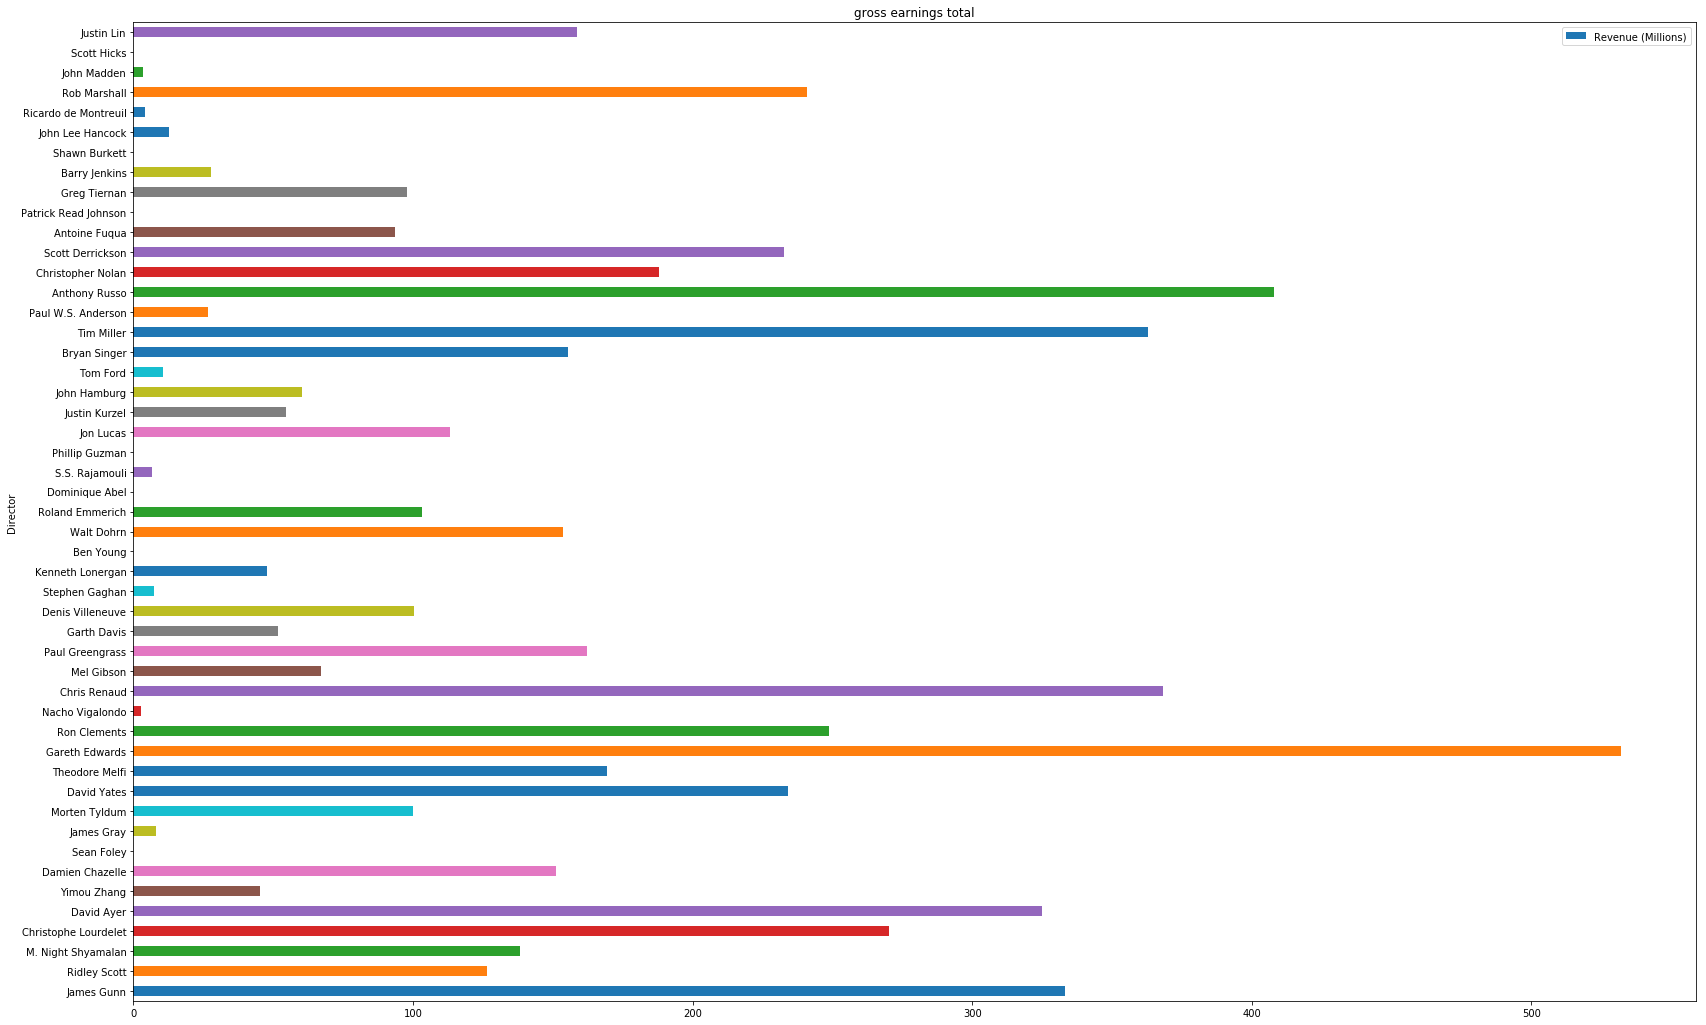 gross earnings total
Revenue (Millions)
Director
Justin Lin
Scott Hicks
John Madden
Rob Marshall
Ricardo de Montreuil
John Lee Hancock
Shawn Burkett
Barry Jenkins
Greg Tiernan
Patrick Read Johnson
Antoine Fuqua
Scott Derrickson
Christopher Nolan
Anthony Russo
Paul W.S. Anderson
Tim Miller
Bryan Singer
Tom Ford
John Hamburg
Justin Kurzel
Jon Lucas
Phillip Guzman
S.S. Rajamouli
Dominique Abel
Roland Emmerich
Walt Dohrn
Ben Young
Kenneth Lonergan
Stephen Gaghan
Denis Villeneuve
Garth Davis
Paul Greengrass
Mel Gibson
Chris Renaud
Nacho Vigalondo
Ron Clements
Gareth Edwards
Theodore Melfi
David Yates
Morten Tyldum
James Gray
Sean Foley
Damien Chazelle
Yimou Zhang
David Ayer
Christophe Lourdelet
M. Night Shyamalan
Ridley Scott
James Gunn
0 100 200 300 400 500